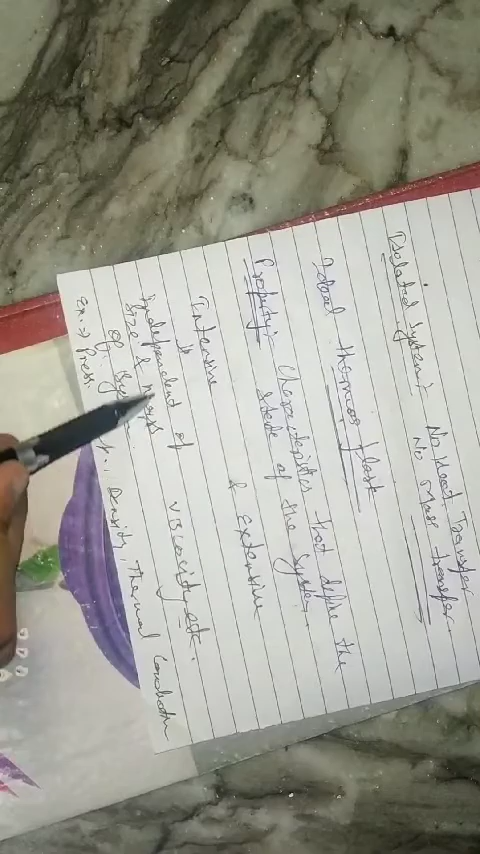 Isolated System: No Heat Transfer
No mass transfer.
Ideal thermos flask
Property: Characteristics that define the
state of the System
Intensive & Extensive
Independent of
size & mass
of
viscosity etc.
Ex. → Press. Density, Thermal